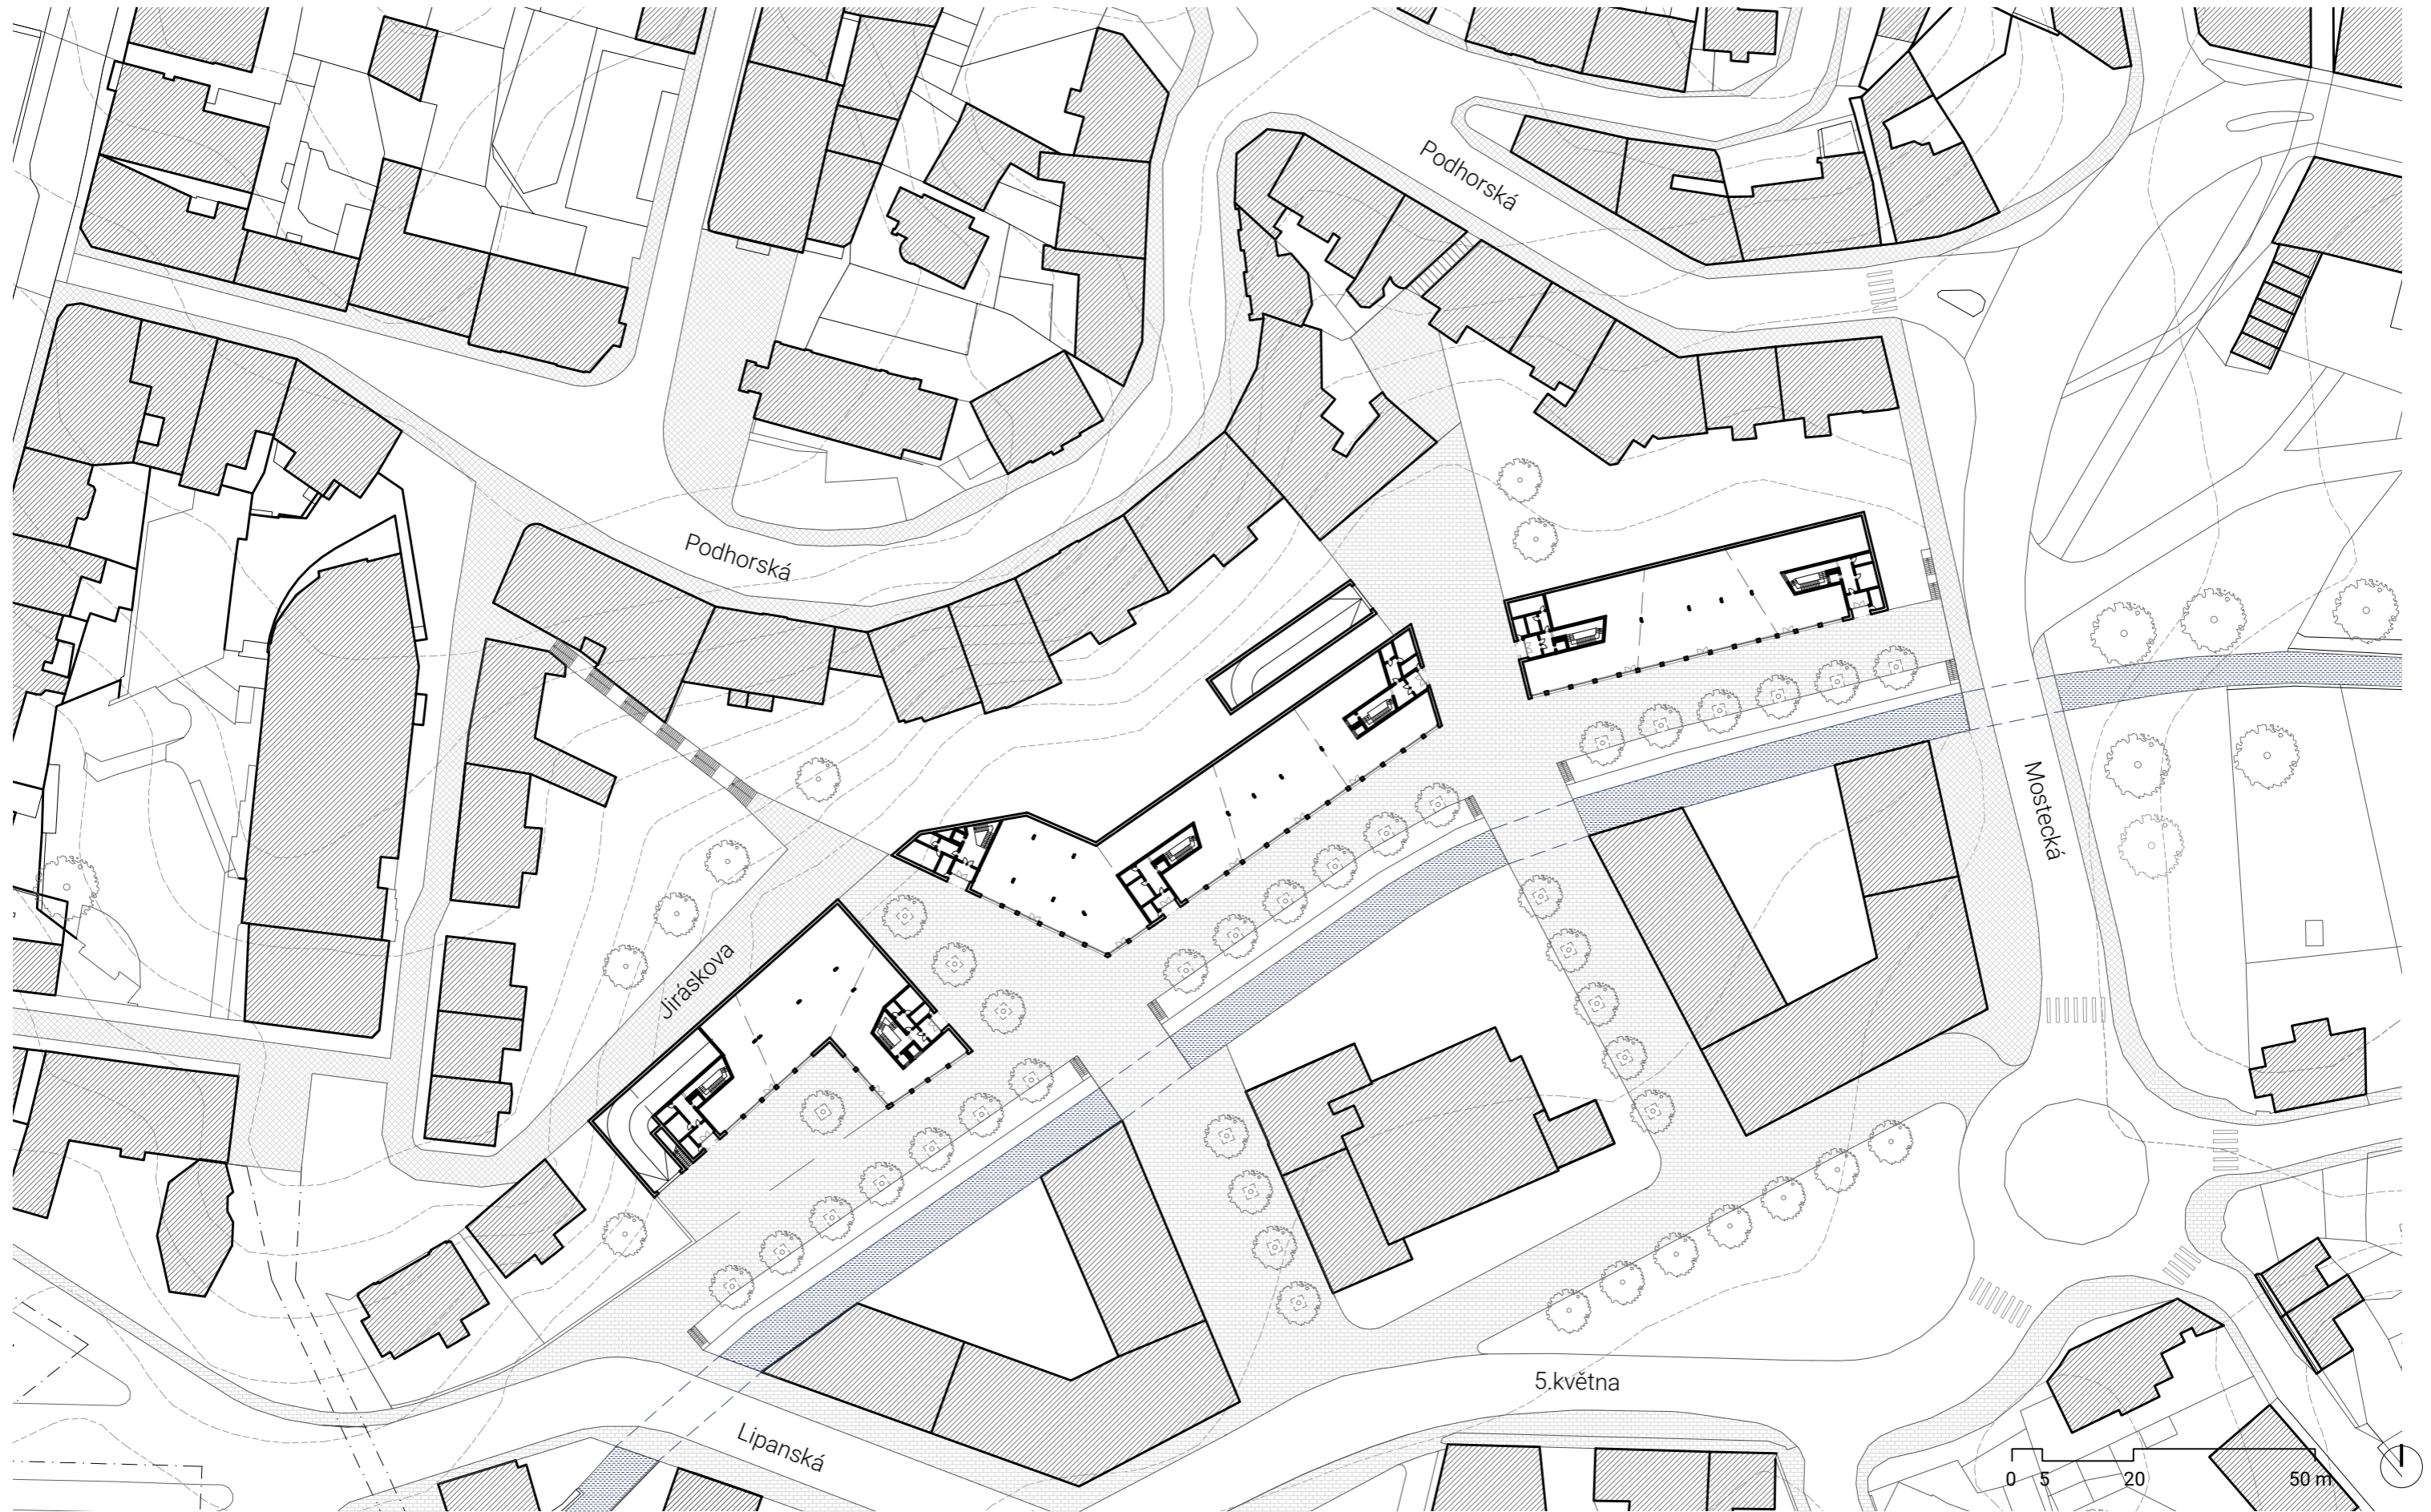 Podhorská
Podhorská
Jiráskova
Mostecká
5.května
Lipanská
0 5 20 50 m